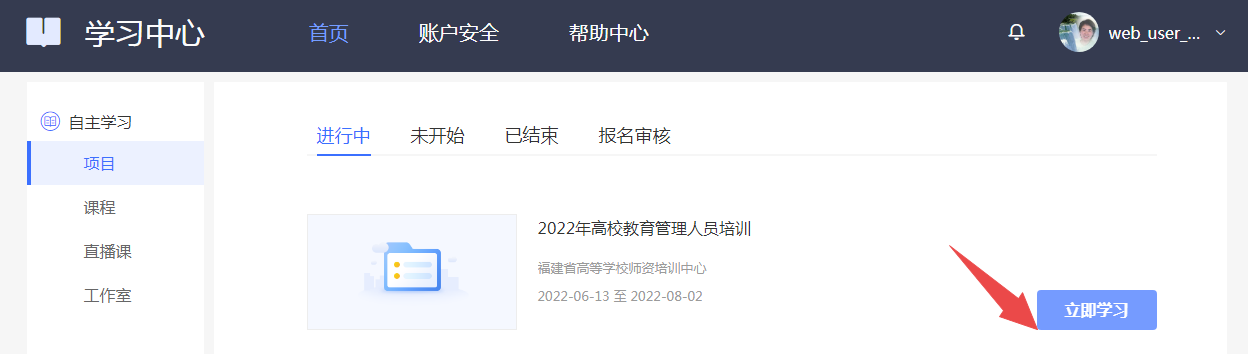 学习中心 首页 账户安全 帮助中心 web_user_...
自主学习
项目
课程
直播课
工作室
进行中 未开始 已结束 报名审核
2022年高校教育管理人员培训
福建省高等学校师资培训中心
2022-06-13 至 2022-08-02
立即学习